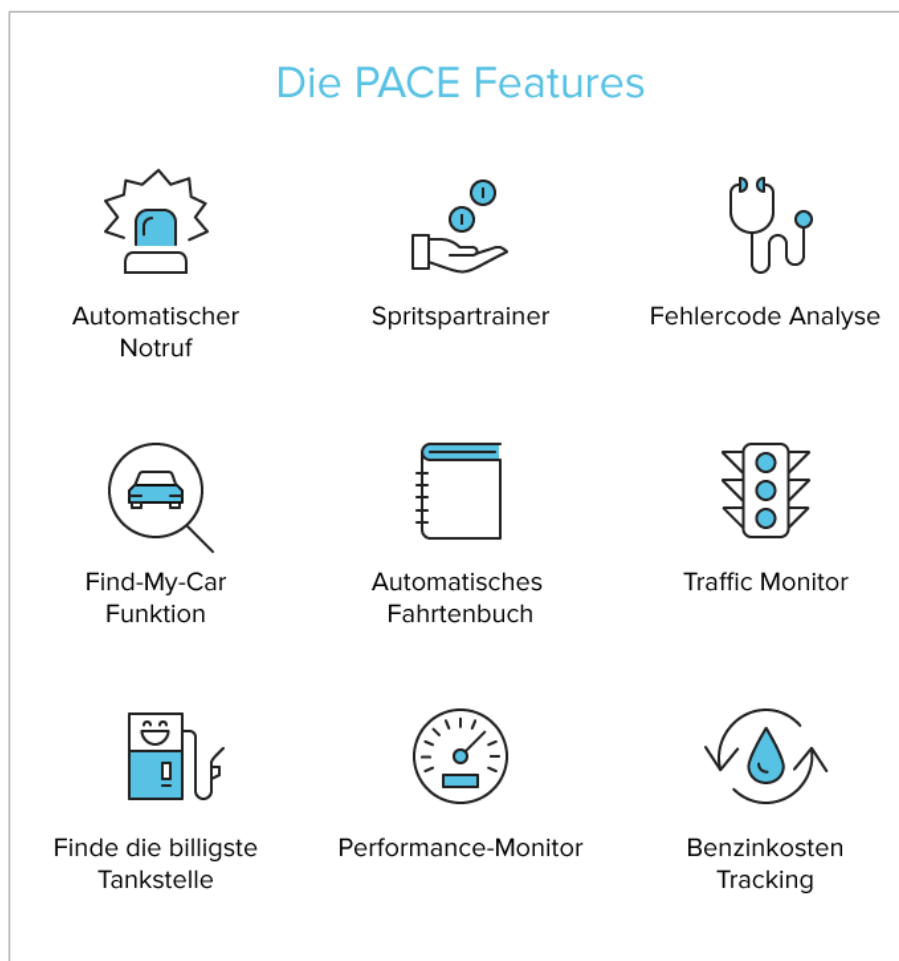 Die PACE Features
Automatischer
Notruf
Spritspartrainer
Fehlercode Analyse
Find-My-Car
Funktion
Automatisches
Fahrtenbuch
Traffic Monitor
Finde die billigste
Tankstelle
Performance-Monitor
Benzinkosten
Tracking